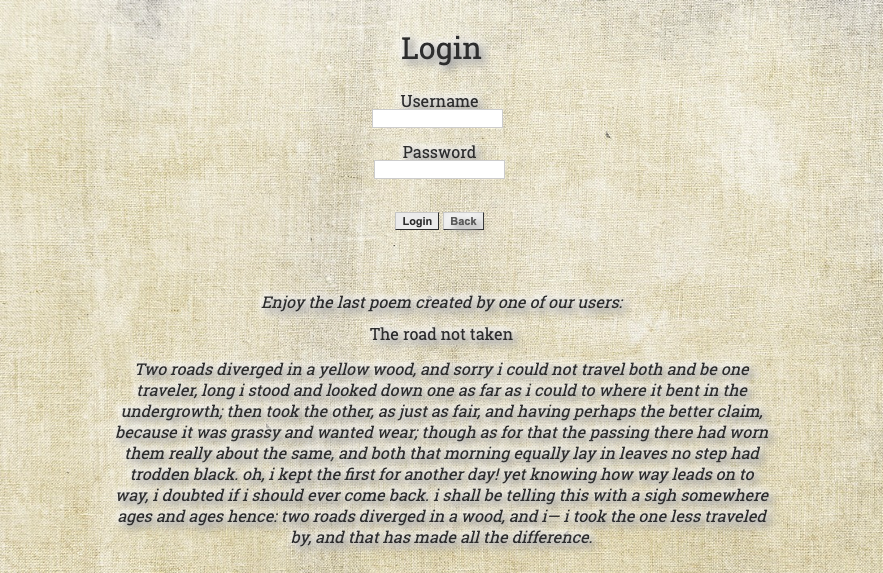 Login
Username
Password
Login Back
Enjoy the last poem created by one of our users:
The road not taken
Two roads diverged in a yellow wood, and sorry i could not travel both and be one
traveler, long i stood and looked down one as far as i could to where it bent in the
undergrowth; then took the other, as just as fair, and having perhaps the better claim,
because it was grassy and wanted wear; though as for that the passing there had worn
them really about the same, and both that morning equally lay in leaves no step had
trodden black. oh, i kept the first for another day! yet knowing how way leads on to
way, i doubted if i should ever come back. i shall be telling this with a sigh somewhere
ages and ages hence: two roads diverged in a wood, and i— i took the one less traveled
by, and that has made all the difference.